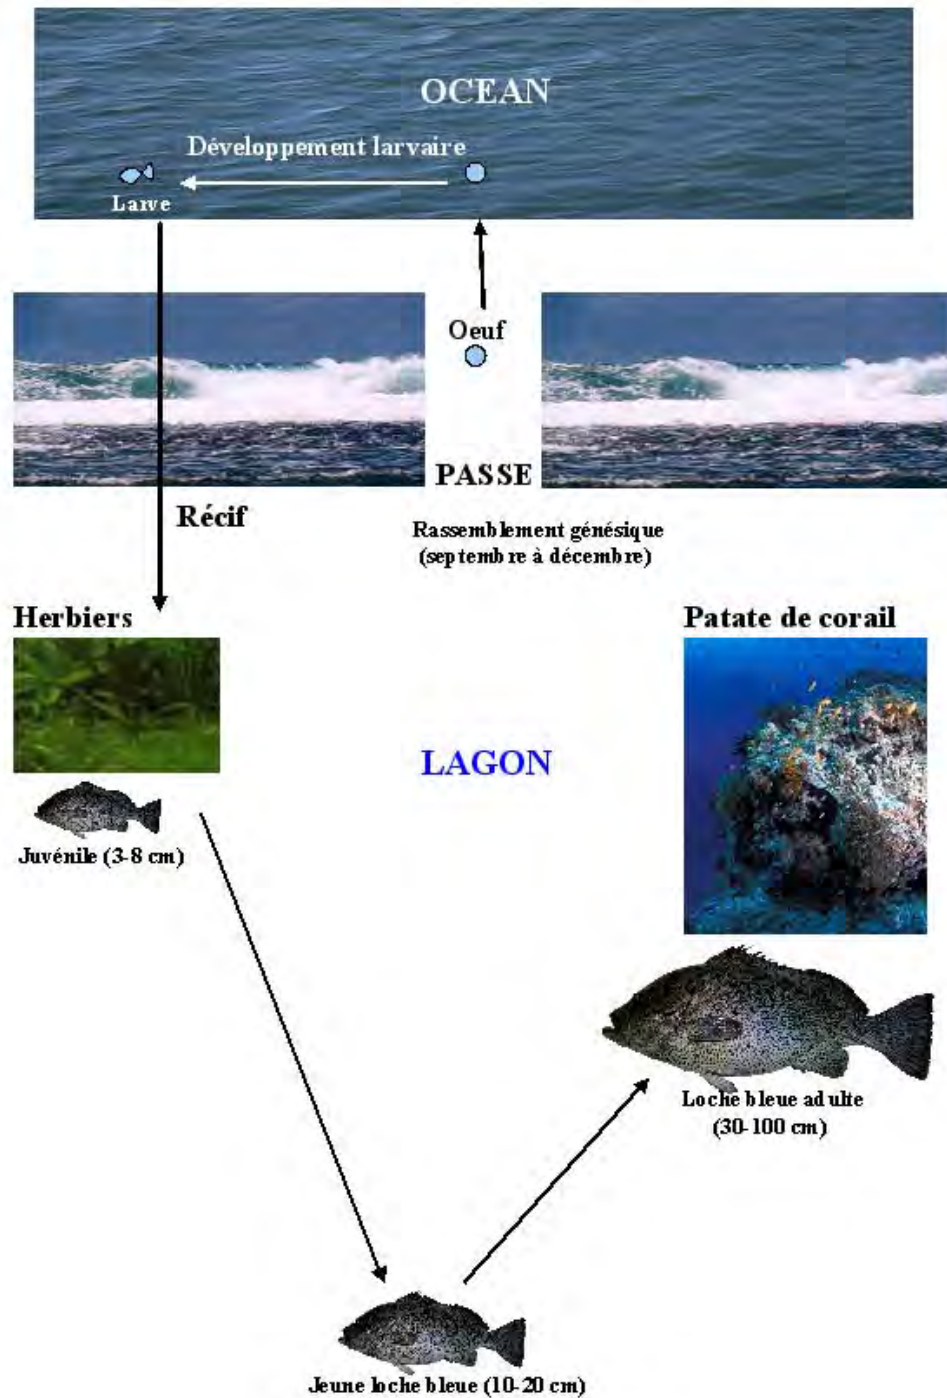 OCEAN
Développement larvaire
Larve
Oeuf
PASSE
Récif
Rassemblement génésique
(septembre à décembre)
Herbiers
Patate de corail
LAGON
Juvénile (3-8 cm)
Loche bleue adulte
(30-100 cm)
Jeune loche bleue (10-20 cm)